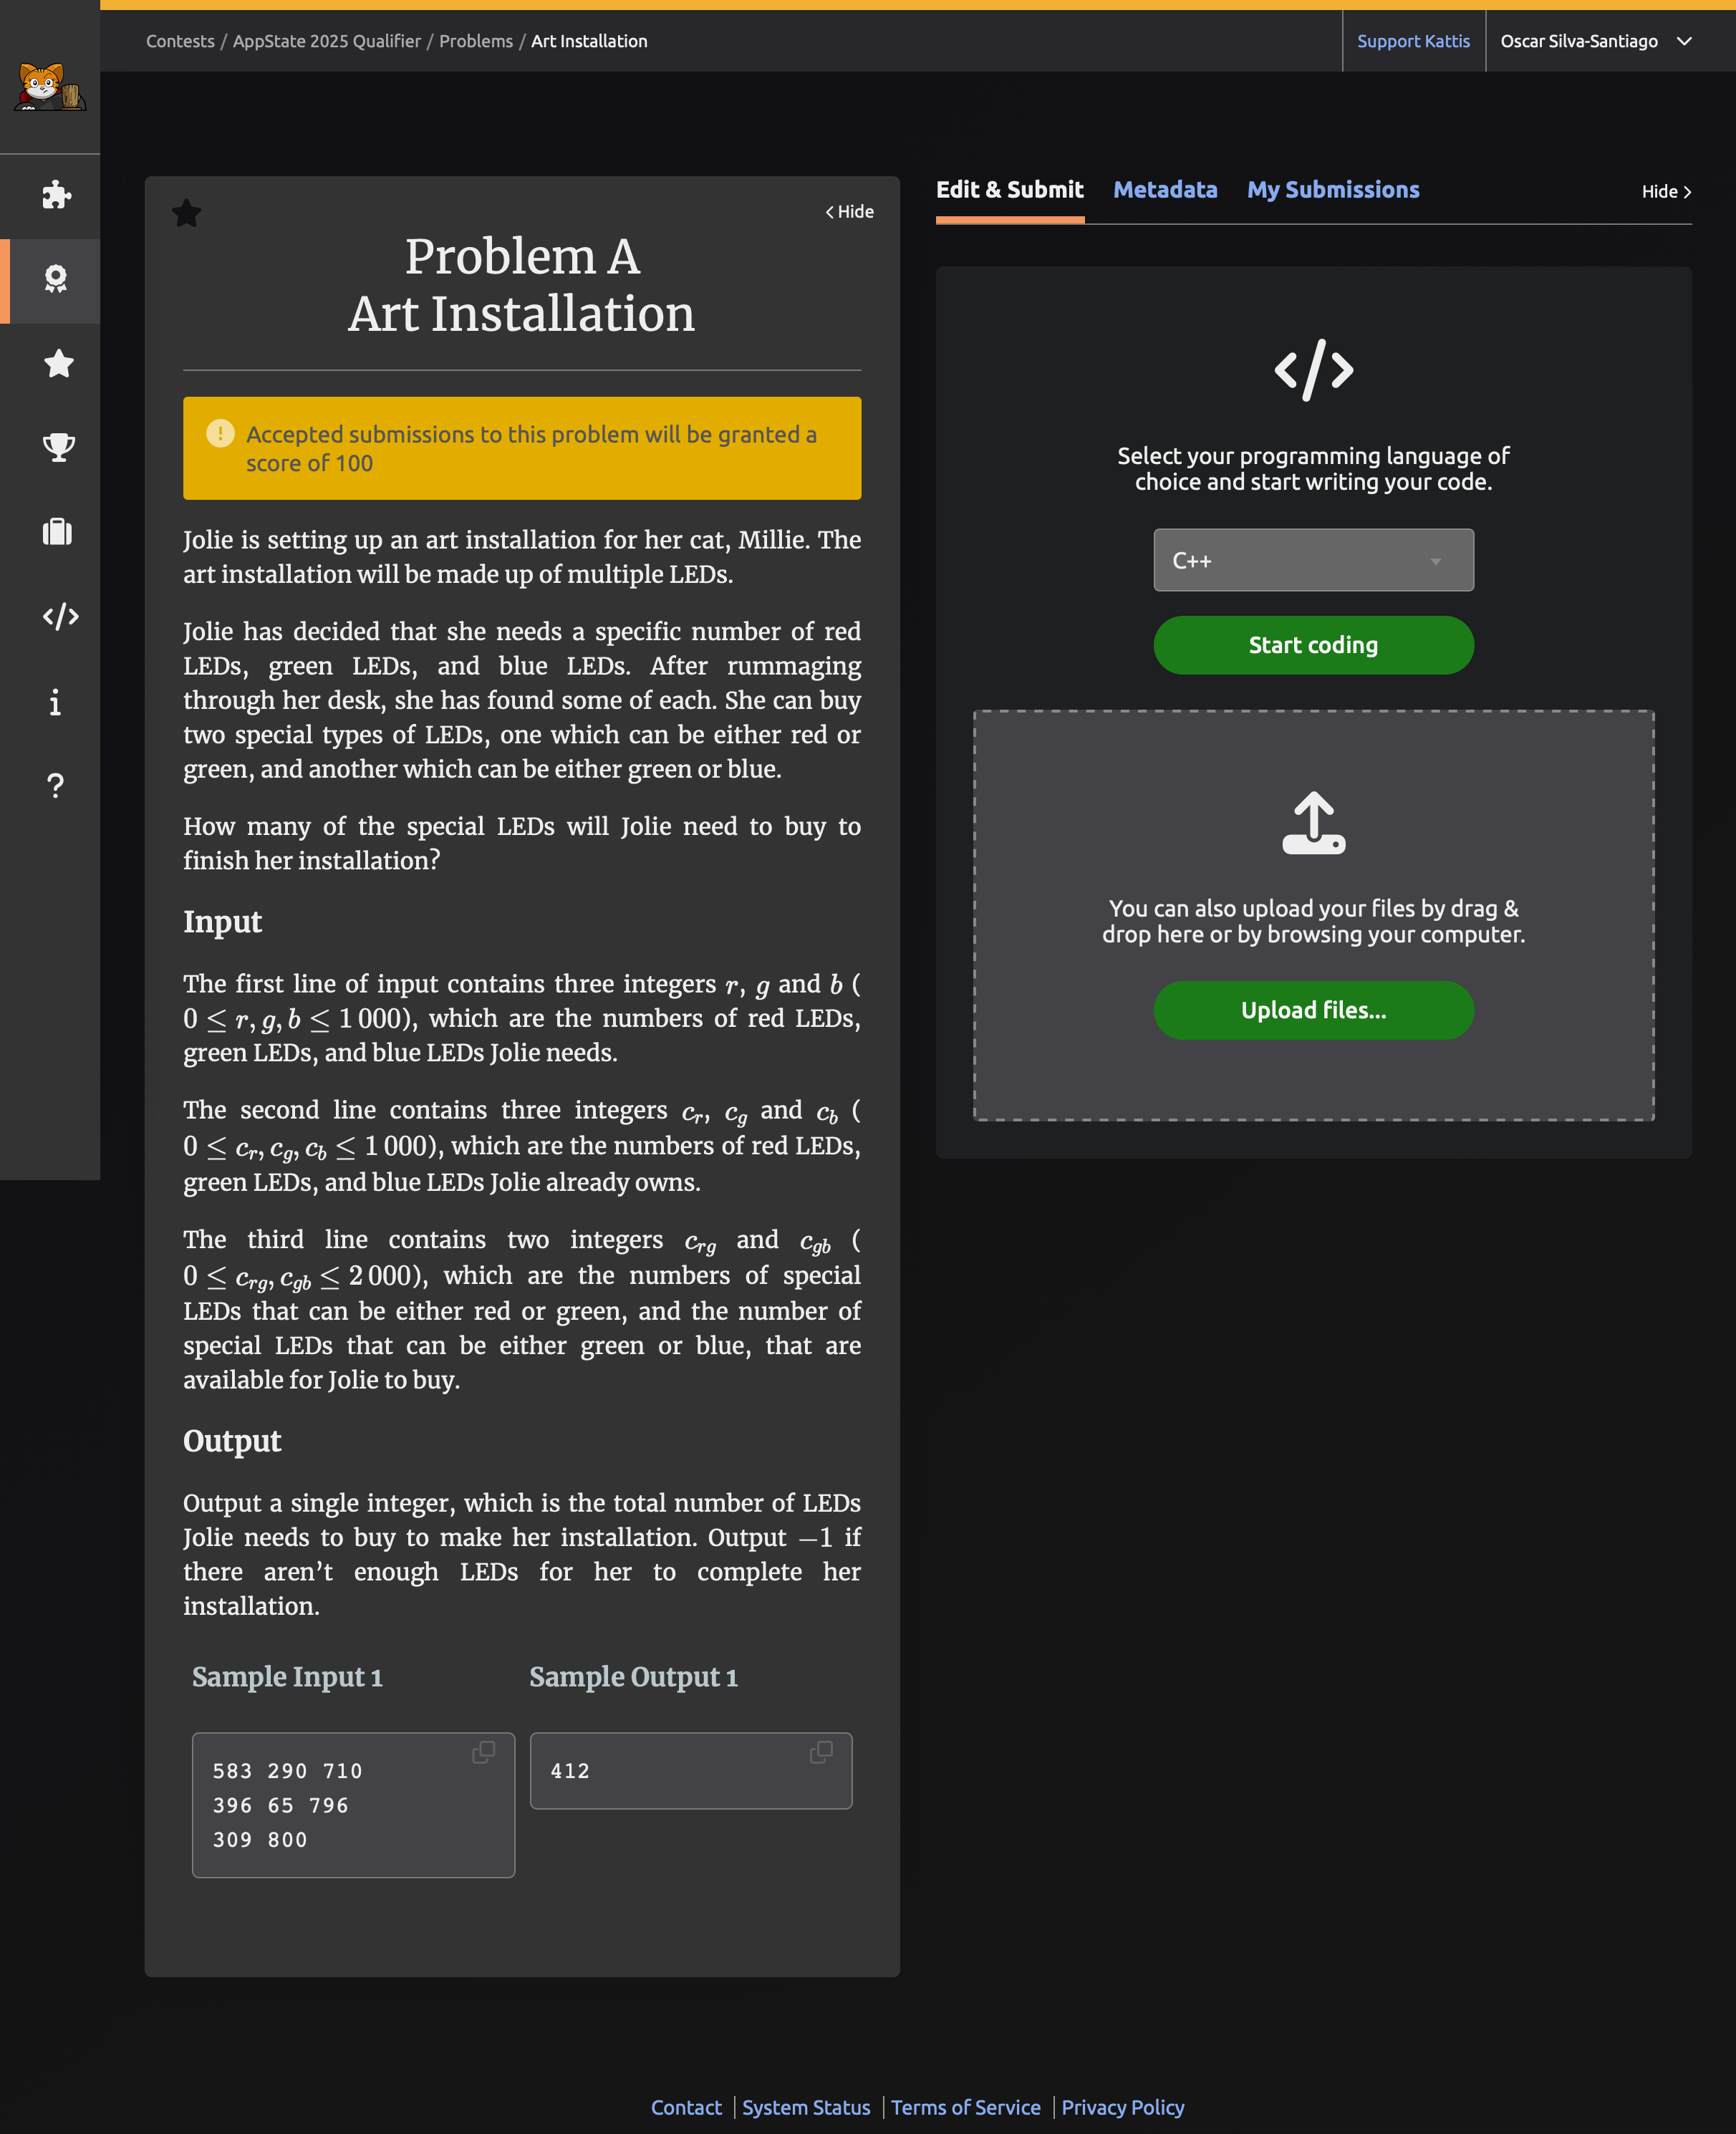 Contests / AppState 2025 Qualifier / Problems / Art Installation
Support Kattis
Oscar Silva-Santiago
Hide
Problem A
Art Installation
Accepted submissions to this problem will be granted a
score of 100
Jolie is setting up an art installation for her cat, Millie. The
art installation will be made up of multiple LEDs.
Jolie has decided that she needs a specific number of red
LEDs, green LEDs, and blue LEDs. After rummaging
through her desk, she has found some of each. She can buy
two special types of LEDs, one which can be either red or
green, and another which can be either green or blue.
How many of the special LEDs will Jolie need to buy to
finish her installation?
Input
The first line of input contains three integers r, g and b (
0 ≤ r, g, b ≤ 1 000), which are the numbers of red LEDs,
green LEDs, and blue LEDs Jolie needs.
The second line contains three integers c_r, c_g and c_b (
0 ≤ c_r, c_g, c_b ≤ 1 000), which are the numbers of red LEDs,
green LEDs, and blue LEDs Jolie already owns.
The third line contains two integers c_rg and c_gb (
0 ≤ c_rg, c_gb ≤ 2 000), which are the numbers of special
LEDs that can be either red or green, and the number of
special LEDs that can be either green or blue, that are
available for Jolie to buy.
Output
Output a single integer, which is the total number of LEDs
Jolie needs to buy to make her installation. Output −1 if
there aren’t enough LEDs for her to complete her
installation.
Sample Input 1
Sample Output 1
583 290 710
396 65 796
309 800
412
Edit & Submit
Metadata
My Submissions
Hide
Select your programming language of
choice and start writing your code.
C++
Start coding
You can also upload your files by drag &
drop here or by browsing your computer.
Upload files...
Contact
System Status
Terms of Service
Privacy Policy